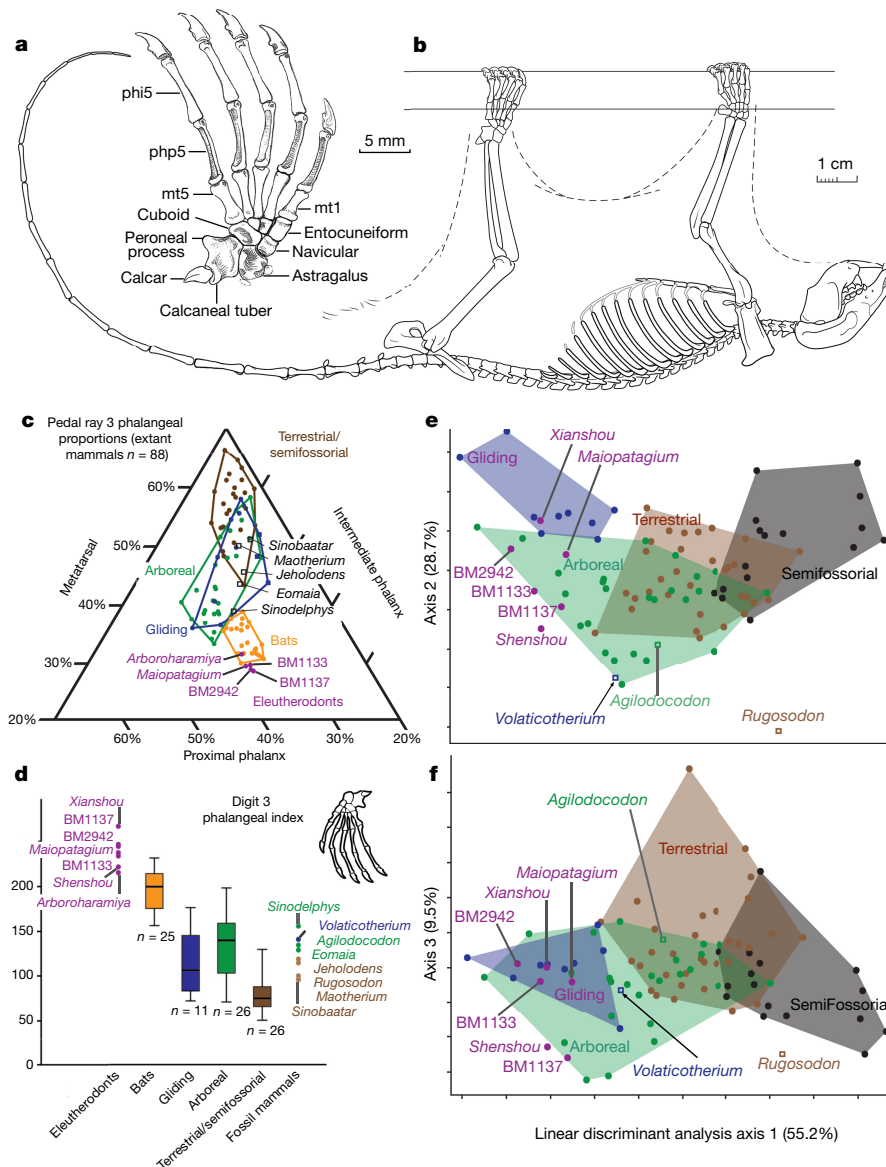 a
phi5
php5
mt5
Cuboid
Peroneal
process
Calcar
Calcaneal tuber
mt1
Entocuneiform
Navicular
Astragalus
5 mm
b
1 cm
c
Pedal ray 3 phalangeal
proportions (extant
mammals n = 88)
Terrestrial/
semifossorial
60%
50%
40%
30%
20%
Metatarsal
Intermediate phalanx
Arboreal
Gliding
Sinobaatar
Maotherium
Jeholodens
Eomaia
Sinodelphys
Bats
Arboroharamiya
Maiopatagium
BM2942
BM1133
BM1137
Eleutherodonts
60%
50%
40%
30%
20%
Proximal phalanx
d
Digit 3
phalangeal index
Xianshou
BM1137
BM2942
Maiopatagium
BM1133
Shenshou
Arboroharamiya
200
150
100
50
0
n = 25
n = 11
n = 26
n = 26
Sinodelphys
Volaticotherium
Agilodocodon
Eomaia
Jeholodens
Rugosodon
Maotherium
Sinobaatar
Eleutherodonts
Bats
Gliding
Arboreal
Terrestrial/semifossorial
Fossil mammals
e
Axis 2 (28.7%)
Gliding
Xianshou
Maiopatagium
Terrestrial
Arboreal
Semifossorial
BM2942
BM1133
BM1137
Shenshou
Volaticotherium
Agilodocodon
Rugosodon
f
Axis 3 (9.5%)
Agilodocodon
Terrestrial
Maiopatagium
Xianshou
BM2942
Gliding
SemiFossorial
BM1133
Shenshou
Arboreal
BM1137
Volaticotherium
Rugosodon
Linear discriminant analysis axis 1 (55.2%)